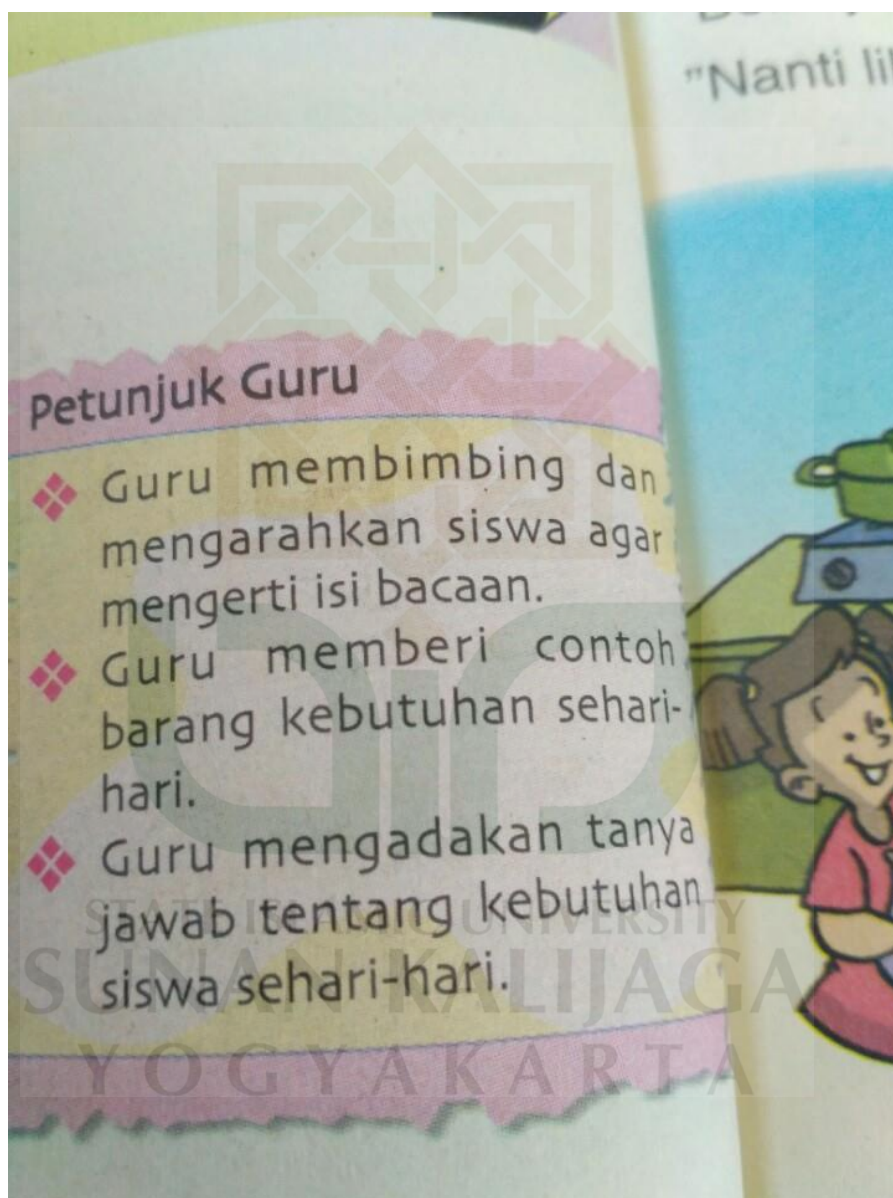 "Nanti
Petunjuk Guru
❖ Guru membimbing dan
mengarahkan siswa agar
mengerti isi bacaan.
❖ Guru memberi contoh
barang kebutuhan sehari-
hari.
❖ Guru mengadakan tanya
jawab tentang kebutuhan
siswa sehari-hari.
STATE ISLAMIC UNIVERSITY
SUNAN KALIJAGA
YOGYAKARTA